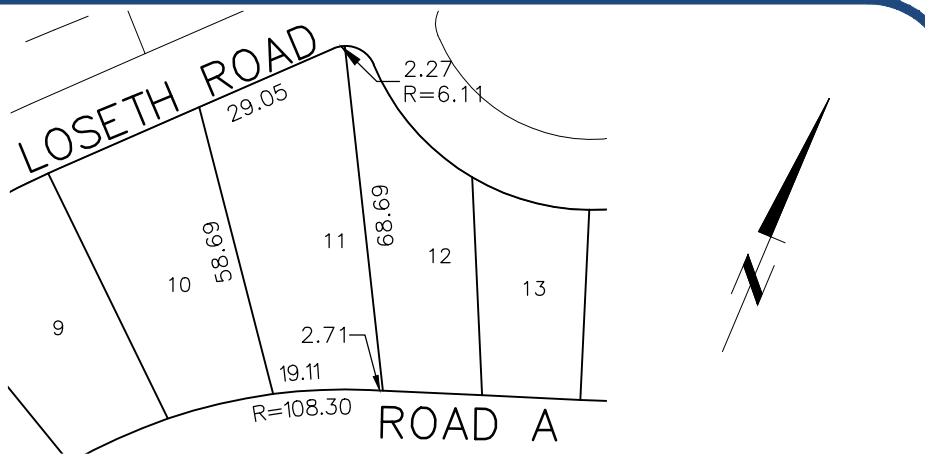 LOSETH ROAD
29.05
2.27
R=6.11
58.69
68.69
9
10
11
12
13
2.71
19.11
R=108.30
ROAD A
N